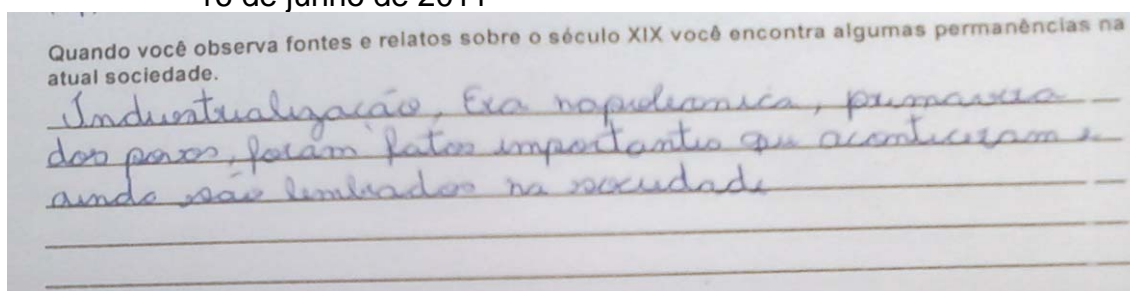 16 de junho de 2011
Quando você observa fontes e relatos sobre o século XIX você encontra algumas permanências na
atual sociedade.
Industrialização, Era napoleonica, primavera
dos povos, foram fatos importantes que aconteceram e
ainda são lembrados na sociedade